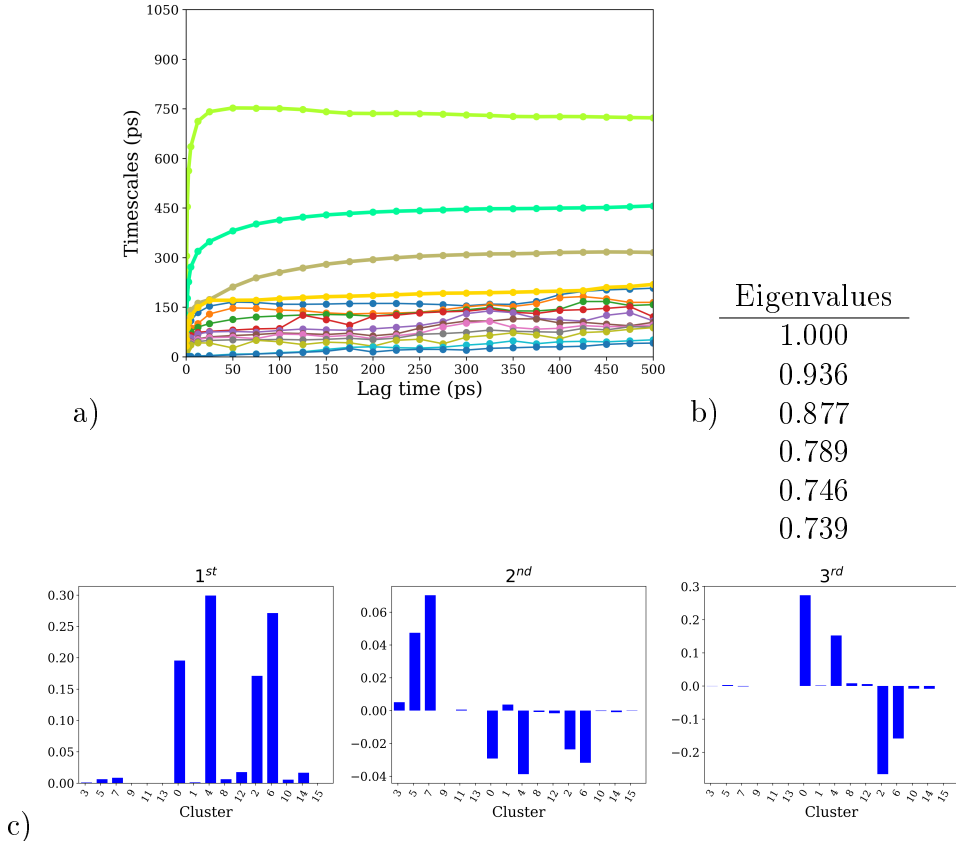 1050
900
750
600
450
300
150
0
Timescales (ps)
0 50 100 150 200 250 300 350 400 450 500
Lag time (ps)
a)
b)
Eigenvalues
1.000
0.936
0.877
0.789
0.746
0.739
c)
1st
0.30
0.25
0.20
0.15
0.10
0.05
0.00
3 5 7 9 11 13 0 1 4 8 12 2 6 10 14 15
Cluster
2nd
0.06
0.04
0.02
0.00
−0.02
−0.04
3 5 7 9 11 13 0 1 4 8 12 2 6 10 14 15
Cluster
3rd
0.3
0.2
0.1
0.0
−0.1
−0.2
3 5 7 9 11 13 0 1 4 8 12 2 6 10 14 15
Cluster